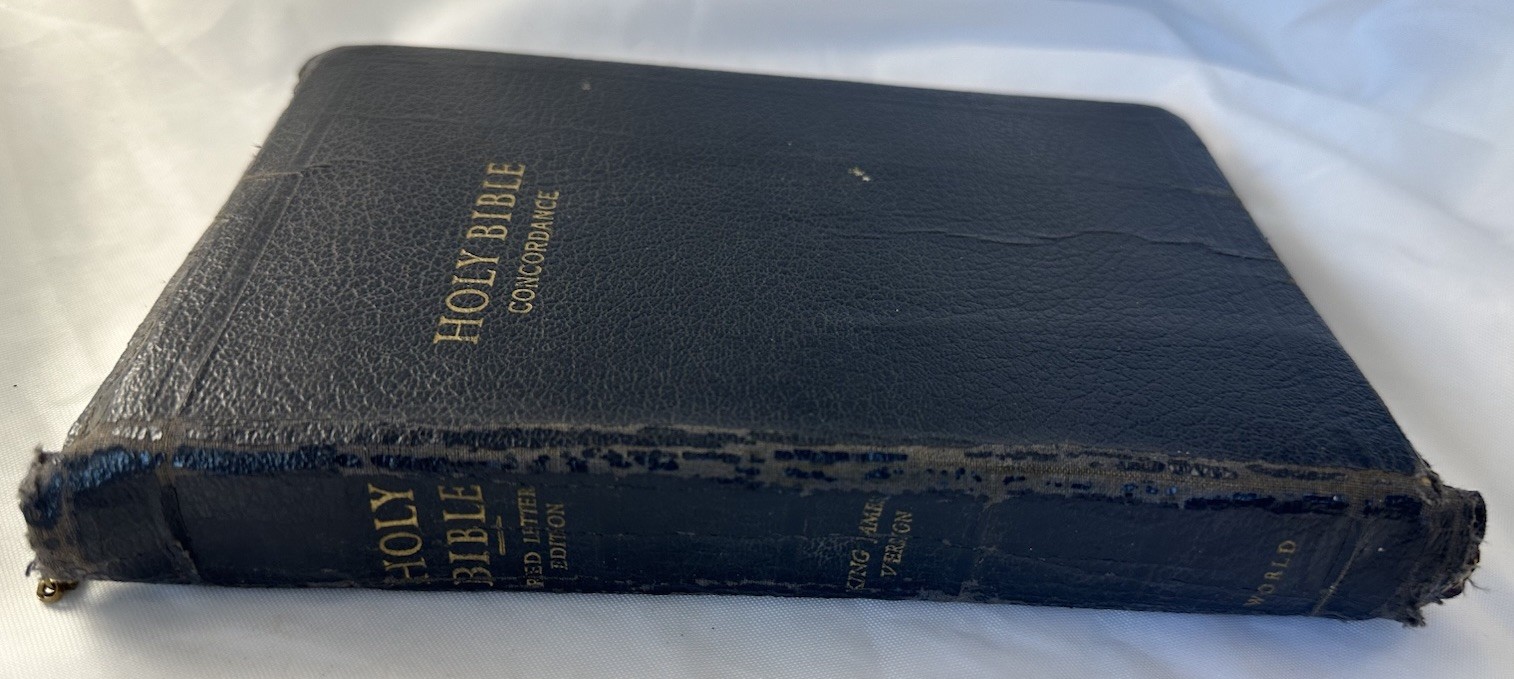 HOLY BIBLE
CONCORDANCE
HOLY
BIBLE
RED LETTER
EDITION
KING JAMES
VERSION
WORLD